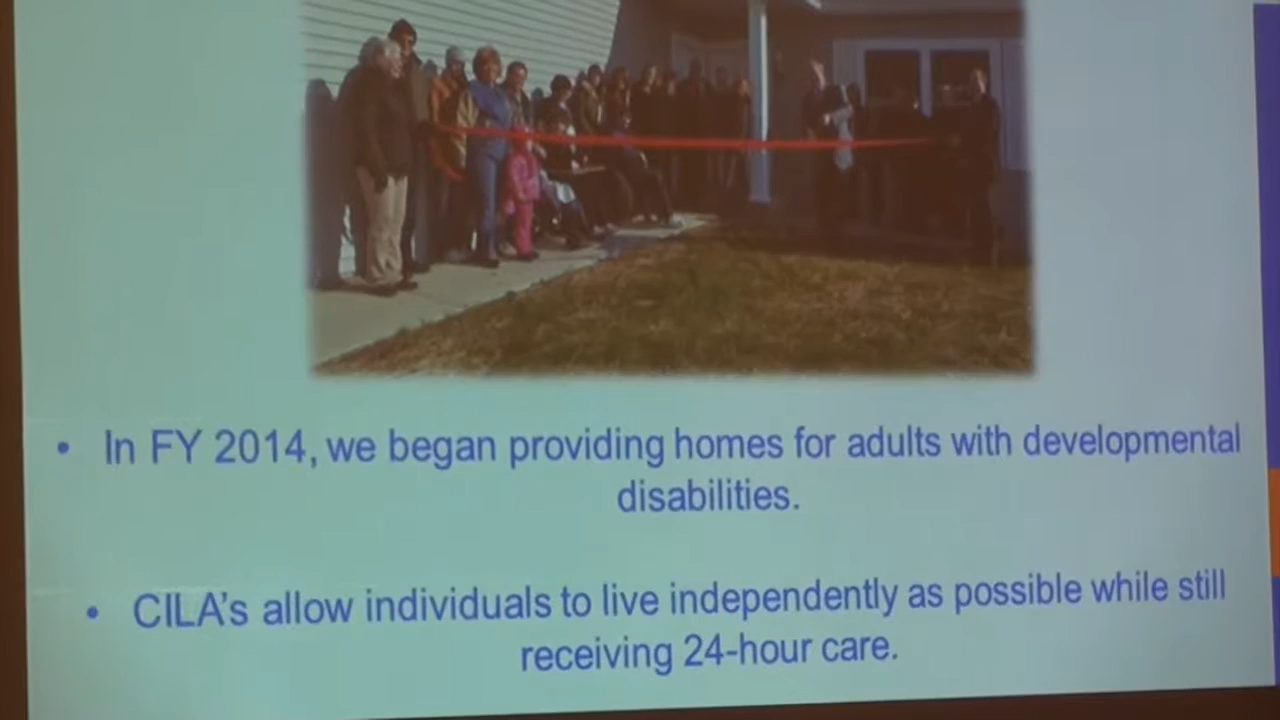 • In FY 2014, we began providing homes for adults with developmental
disabilities.
• CILA's allow individuals to live independently as possible while still
receiving 24-hour care.